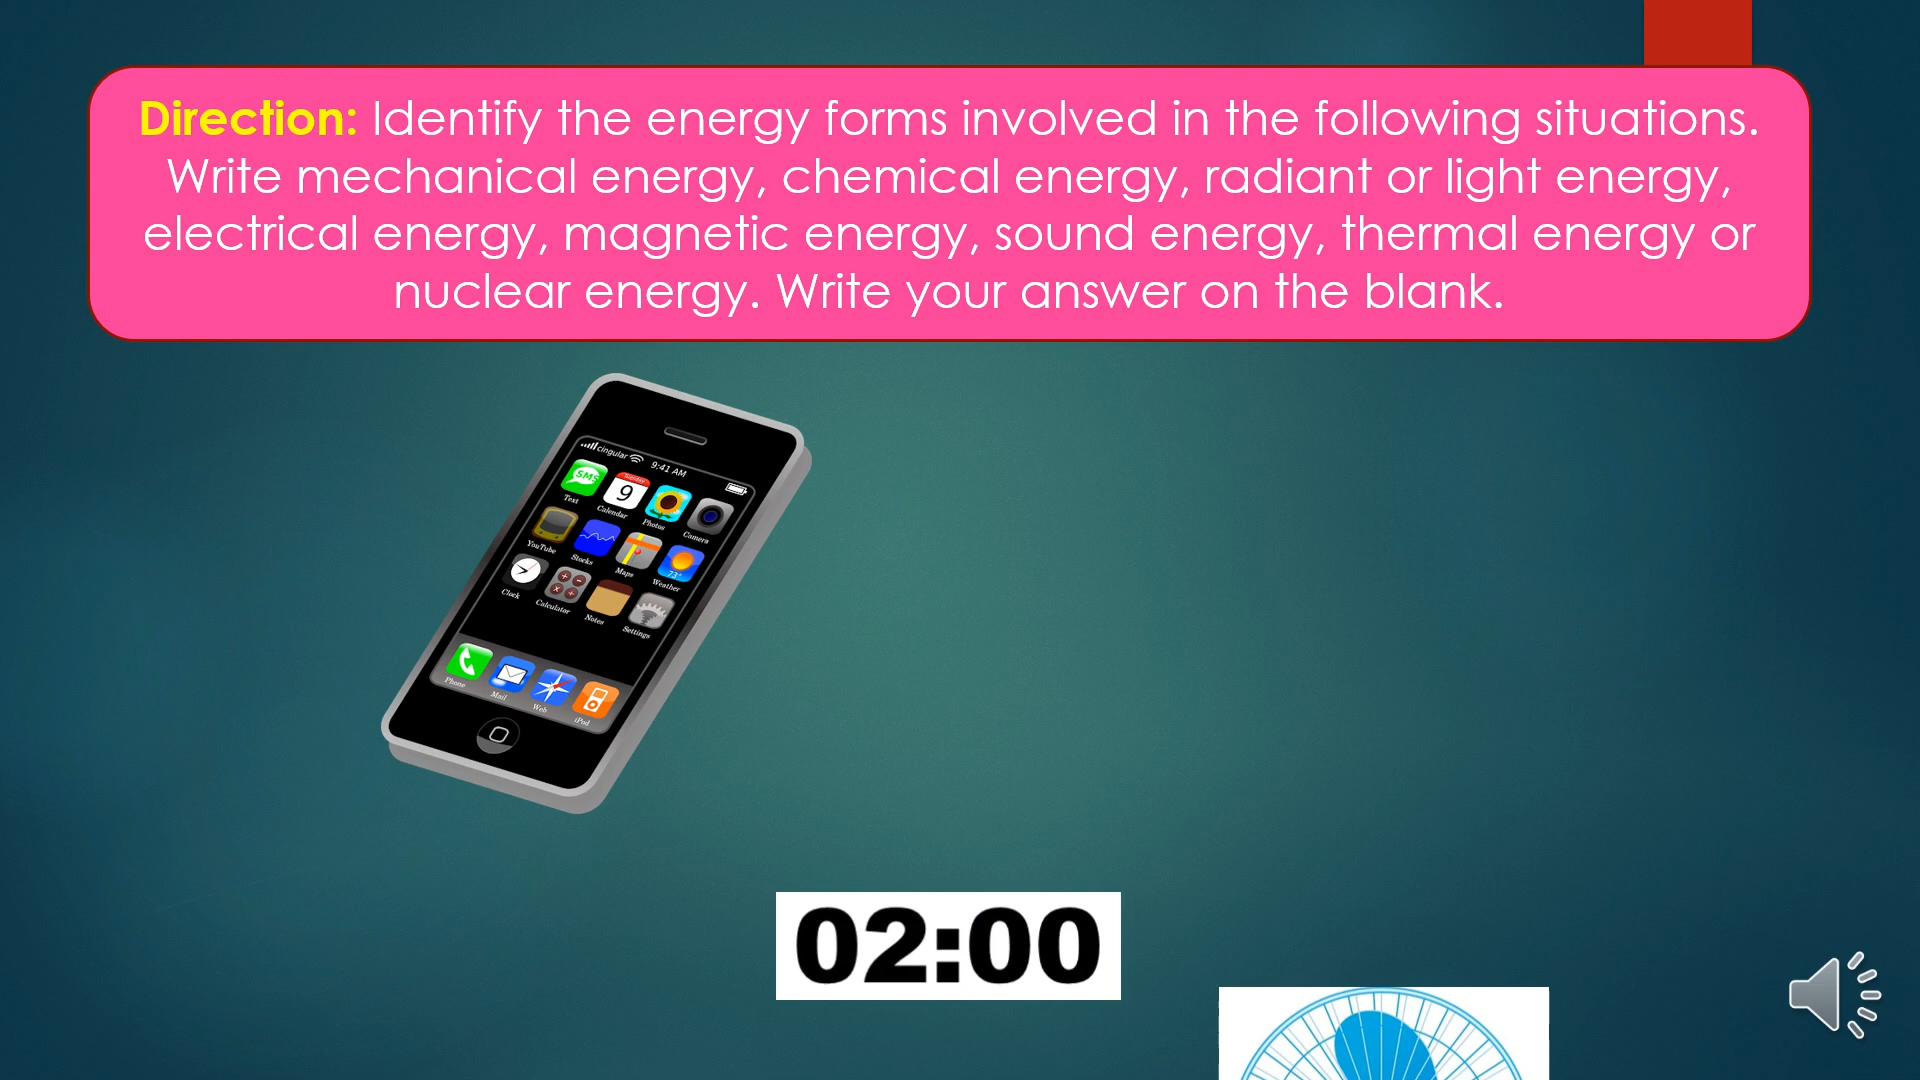 Direction: Identify the energy forms involved in the following situations.
Write mechanical energy, chemical energy, radiant or light energy,
electrical energy, magnetic energy, sound energy, thermal energy or
nuclear energy. Write your answer on the blank.
cingular 9:41 AM
SMS Tuesday 9
Text Calendar Photos Camera
YouTube Stocks Maps Weather
73°
Clock Calculator Notes Settings
Phone Mail Web iPod
02:00